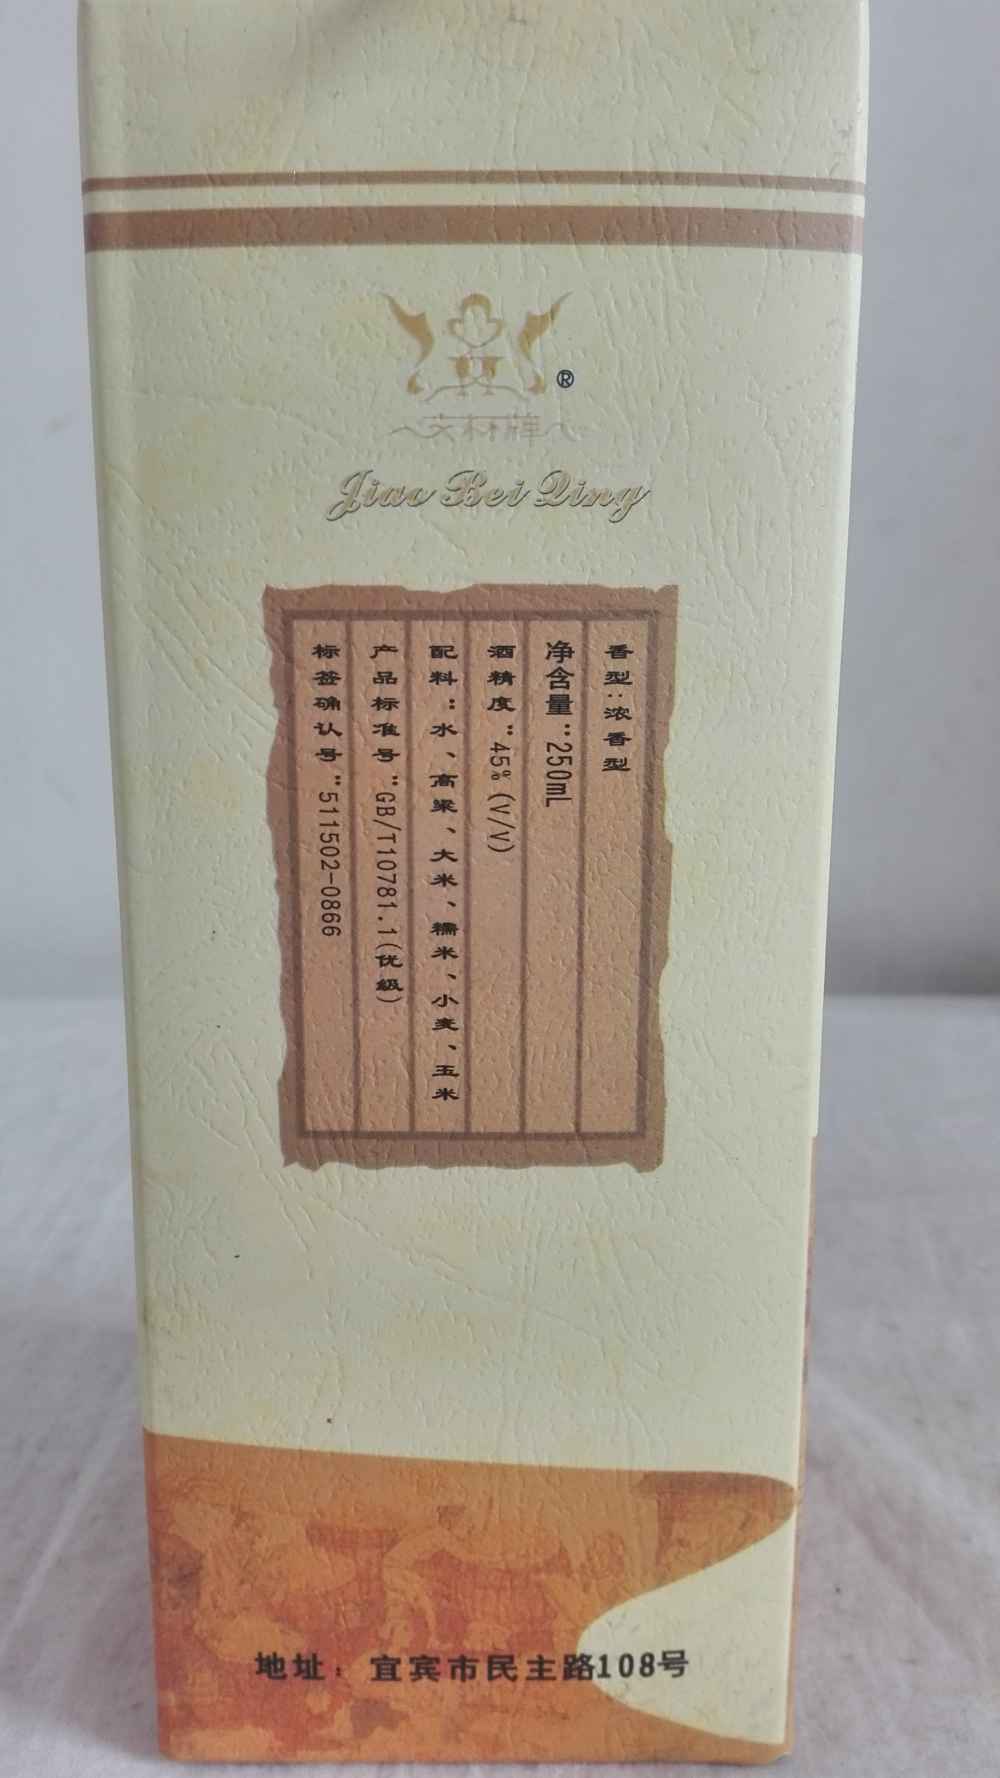 ®
Jiao Bei Qing
香型：浓香型
净含量：250mL
酒精度：45%(V/V)
配料：水、高粱、大米、糯米、小麦、玉米
产品标准号：GB/T10781.1(优级)
标签确认号：511502-0866
地址：宜宾市民主路108号